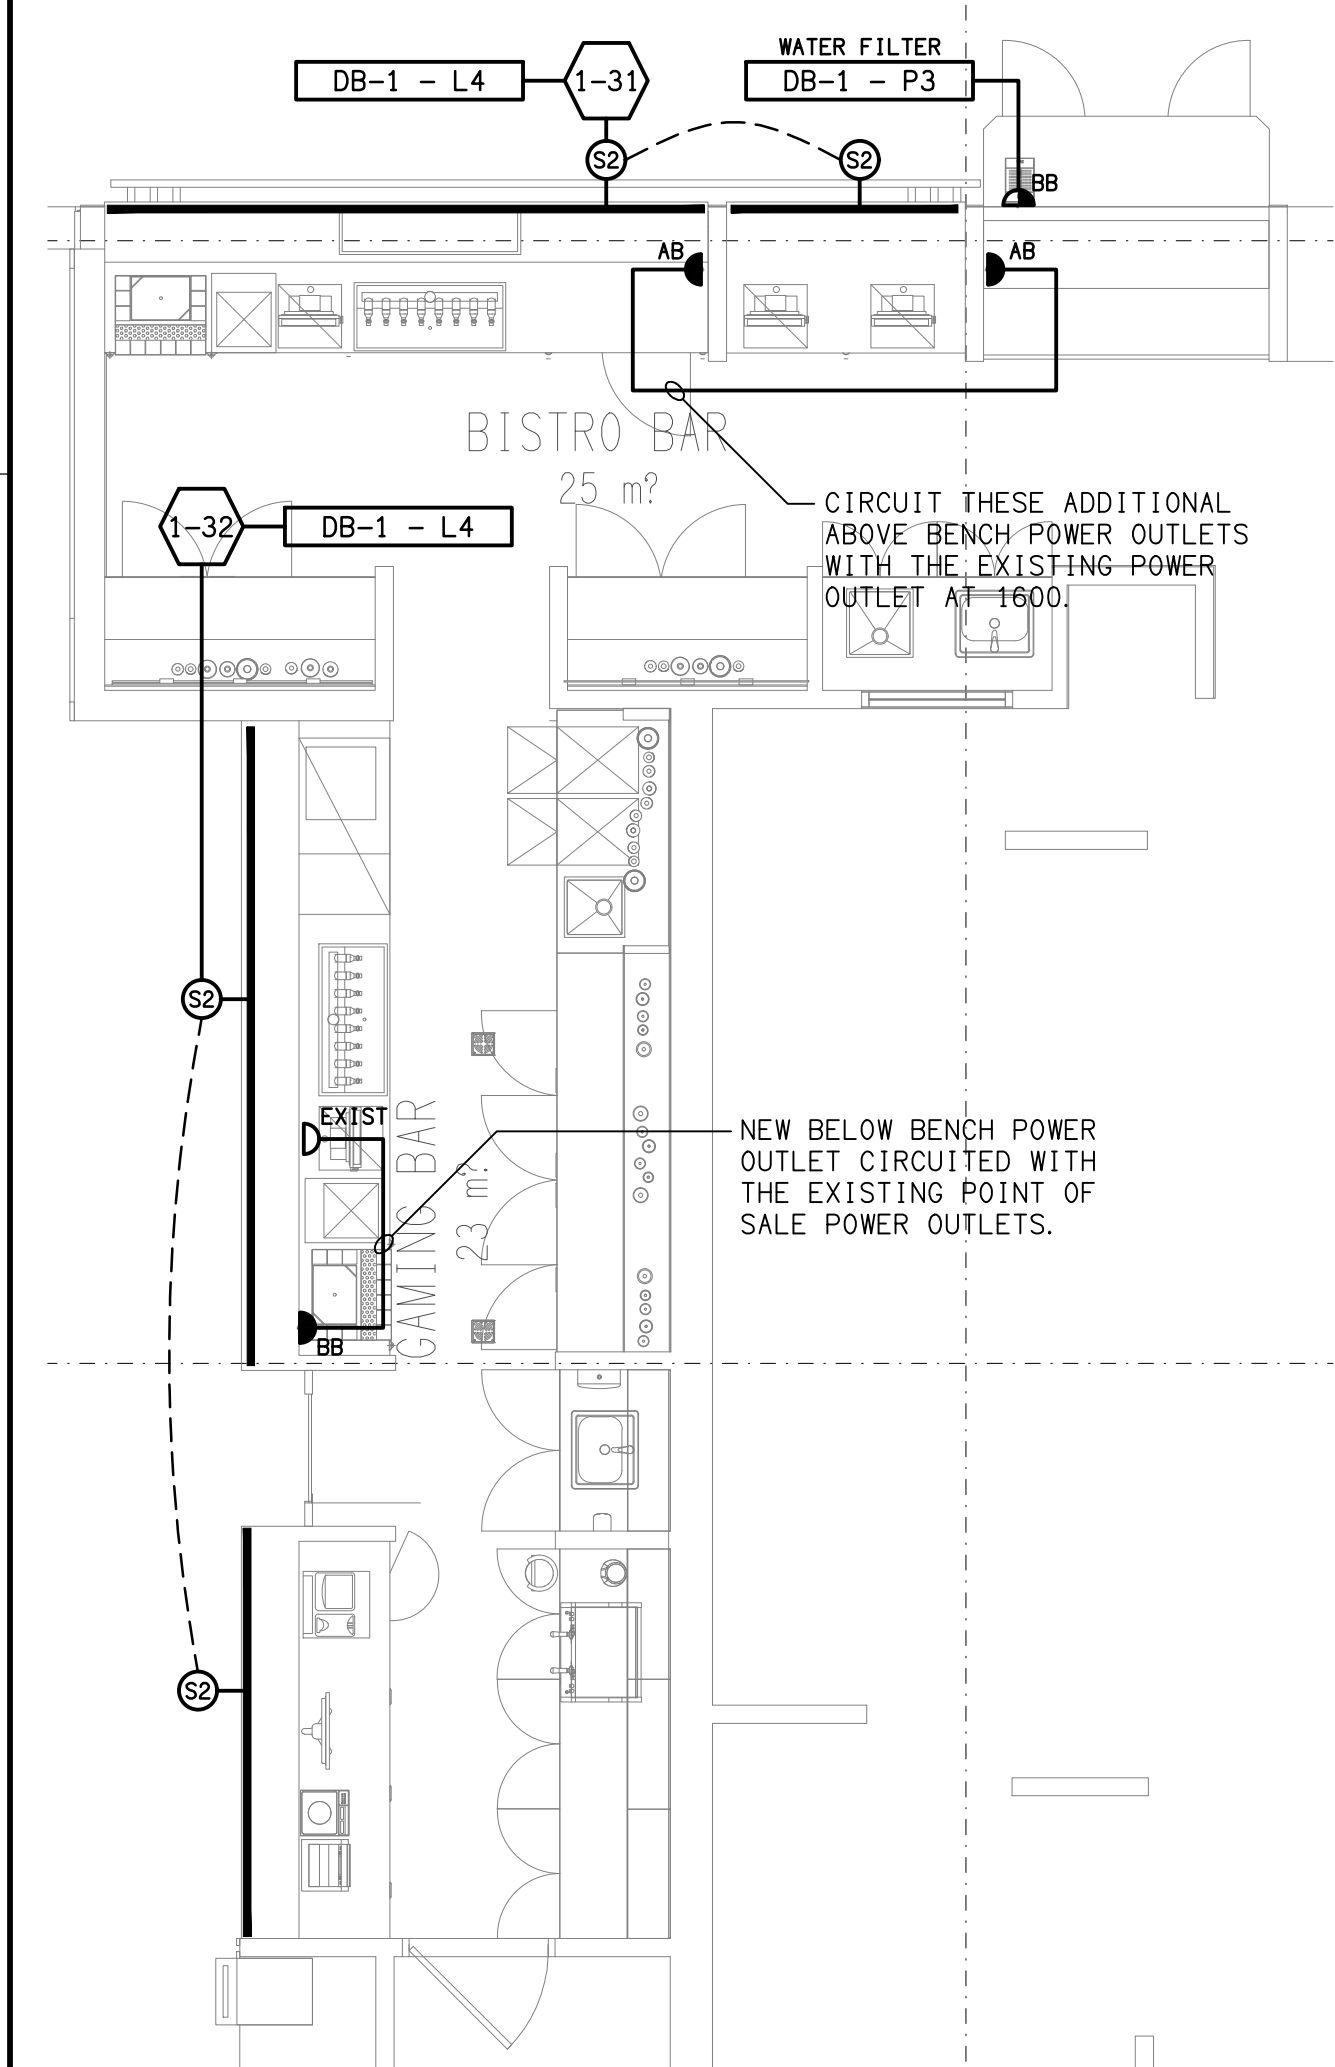 WATER FILTER
DB-1 - L4
1-31
DB-1 - P3
S2
S2
BB
AB
AB
BISTRO BAR
25 m?
CIRCUIT THESE ADDITIONAL
ABOVE BENCH POWER OUTLETS
WITH THE EXISTING POWER
OUTLET AT 1600.
1-32
DB-1 - L4
S2
EXIST
GAMING BAR
23 m?
NEW BELOW BENCH POWER
OUTLET CIRCUITED WITH
THE EXISTING POINT OF
SALE POWER OUTLETS.
BB
S2